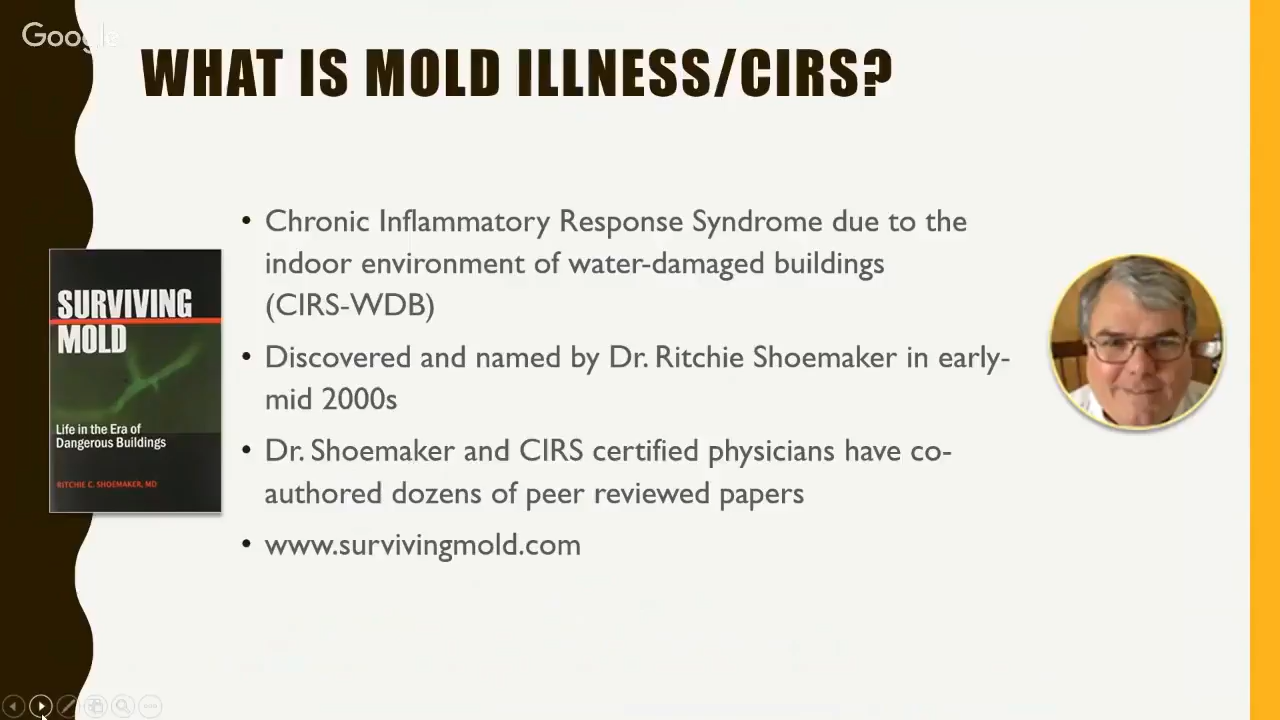 Google
WHAT IS MOLD ILLNESS/CIRS?
• Chronic Inflammatory Response Syndrome due to the
indoor environment of water-damaged buildings
(CIRS-WDB)
• Discovered and named by Dr. Ritchie Shoemaker in early-
mid 2000s
• Dr. Shoemaker and CIRS certified physicians have co-
authored dozens of peer reviewed papers
• www.survivingmold.com
SURVIVING
MOLD
Life in the Era of
Dangerous Buildings
RITCHIE C. SHOEMAKER, MD